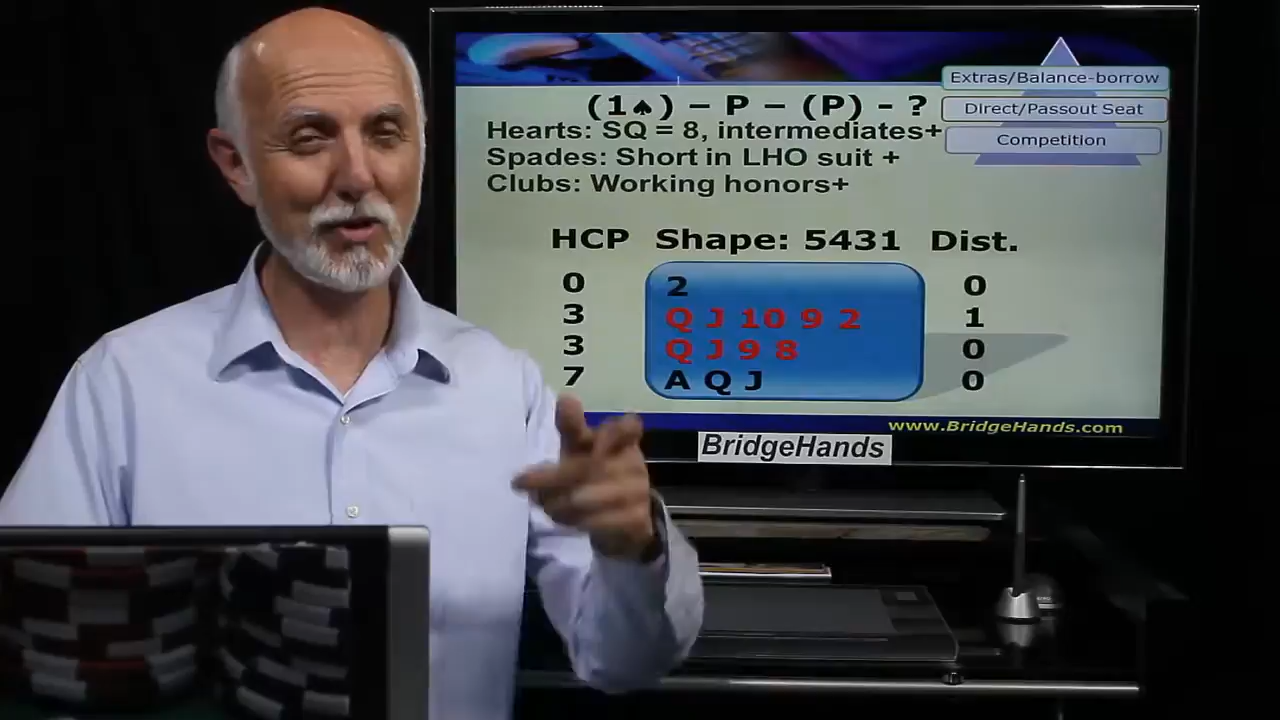 Extras/Balance-borrow
(1♠) – P – (P) - ?
Direct/Passout Seat
Hearts: SQ = 8, intermediates+
Competition
Spades: Short in LHO suit +
Clubs: Working honors+
HCP Shape: 5431 Dist.
0 2 0
3 Q J 10 9 2 1
3 Q J 9 8 0
7 A Q J 0
www.BridgeHands.com
BridgeHands